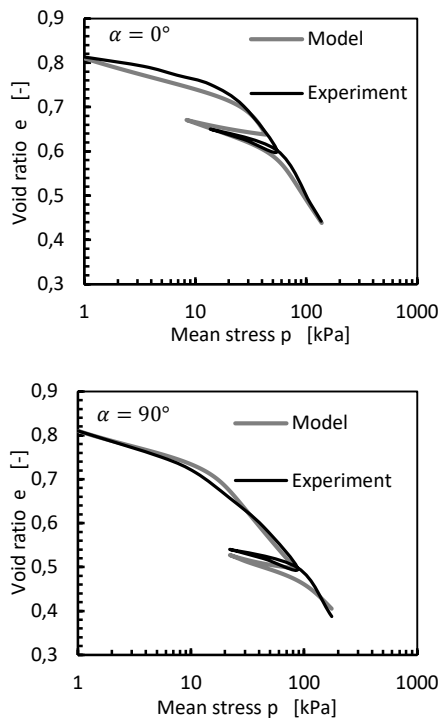 0,9
α = 0°
Model
0,8
0,7
Experiment
0,6
0,5
0,4
0,3
Void ratio e [-]
1 10 100 1000
Mean stress p [kPa]
0,9
α = 90°
Model
0,8
Experiment
0,7
0,6
0,5
0,4
0,3
Void ratio e [-]
1 10 100 1000
Mean stress p [kPa]